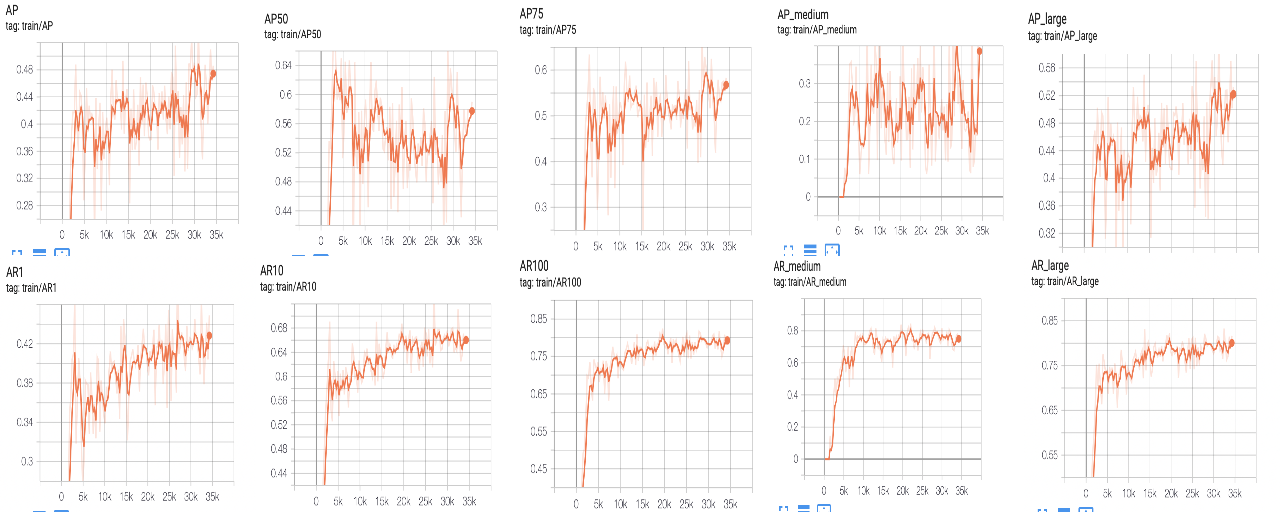 AP
tag: train/AP
0.48
0.44
0.4
0.36
0.32
0.28
0 5k 10k 15k 20k 25k 30k 35k
AP50
tag: train/AP50
0.64
0.6
0.56
0.52
0.48
0.44
0 5k 10k 15k 20k 25k 30k 35k
AP75
tag: train/AP75
0.6
0.5
0.4
0.3
0 5k 10k 15k 20k 25k 30k 35k
AP_medium
tag: train/AP_medium
0.3
0.2
0.1
0
0 5k 10k 15k 20k 25k 30k 35k
AP_large
tag: train/AP_large
0.68
0.62
0.48
0.44
0.40
0.36
0.32
0 5k 10k 15k 20k 25k 30k 35k
AR1
tag: train/AR1
0.42
0.38
0.34
0.3
0 5k 10k 15k 20k 25k 30k 35k
AR10
tag: train/AR10
0.68
0.64
0.6
0.56
0.52
0.48
0.44
0 5k 10k 15k 20k 25k 30k 35k
AR100
tag: train/AR100
0.85
0.75
0.65
0.55
0.45
0 5k 10k 15k 20k 25k 30k 35k
AR_medium
tag: train/AR_medium
0.8
0.6
0.4
0.2
0
0 5k 10k 15k 20k 25k 30k 35k
AR_large
tag: train/AR_large
0.85
0.75
0.65
0.55
0 5k 10k 15k 20k 25k 30k 35k